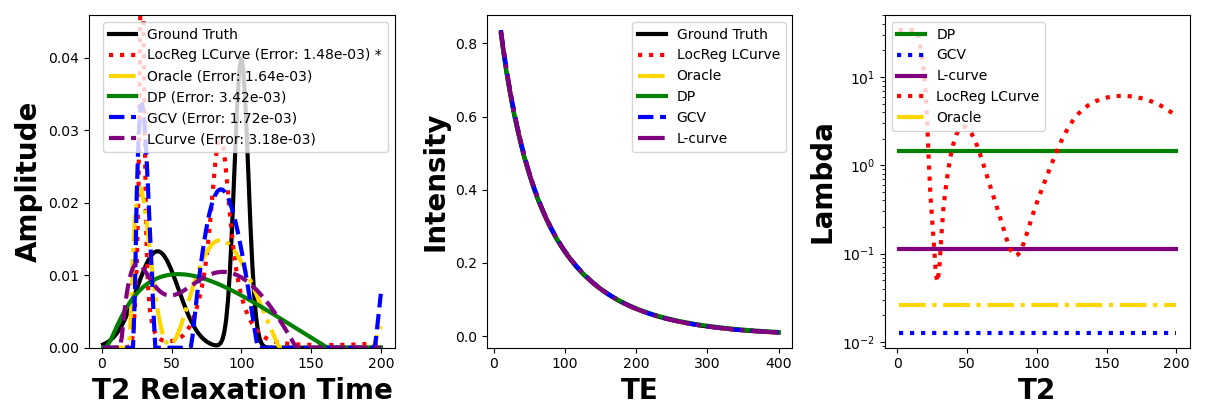 Amplitude
0.00
0.01
0.02
0.03
0.04
0
50
100
150
200
T2 Relaxation Time
Ground Truth
LocReg LCurve (Error: 1.48e-03) *
Oracle (Error: 1.64e-03)
DP (Error: 3.42e-03)
GCV (Error: 1.72e-03)
LCurve (Error: 3.18e-03)
Intensity
0.0
0.2
0.4
0.6
0.8
0
100
200
300
400
TE
Ground Truth
LocReg LCurve
Oracle
DP
GCV
L-curve
Lambda
10⁻²
10⁻¹
10⁰
10¹
0
50
100
150
200
T2
DP
GCV
L-curve
LocReg LCurve
Oracle